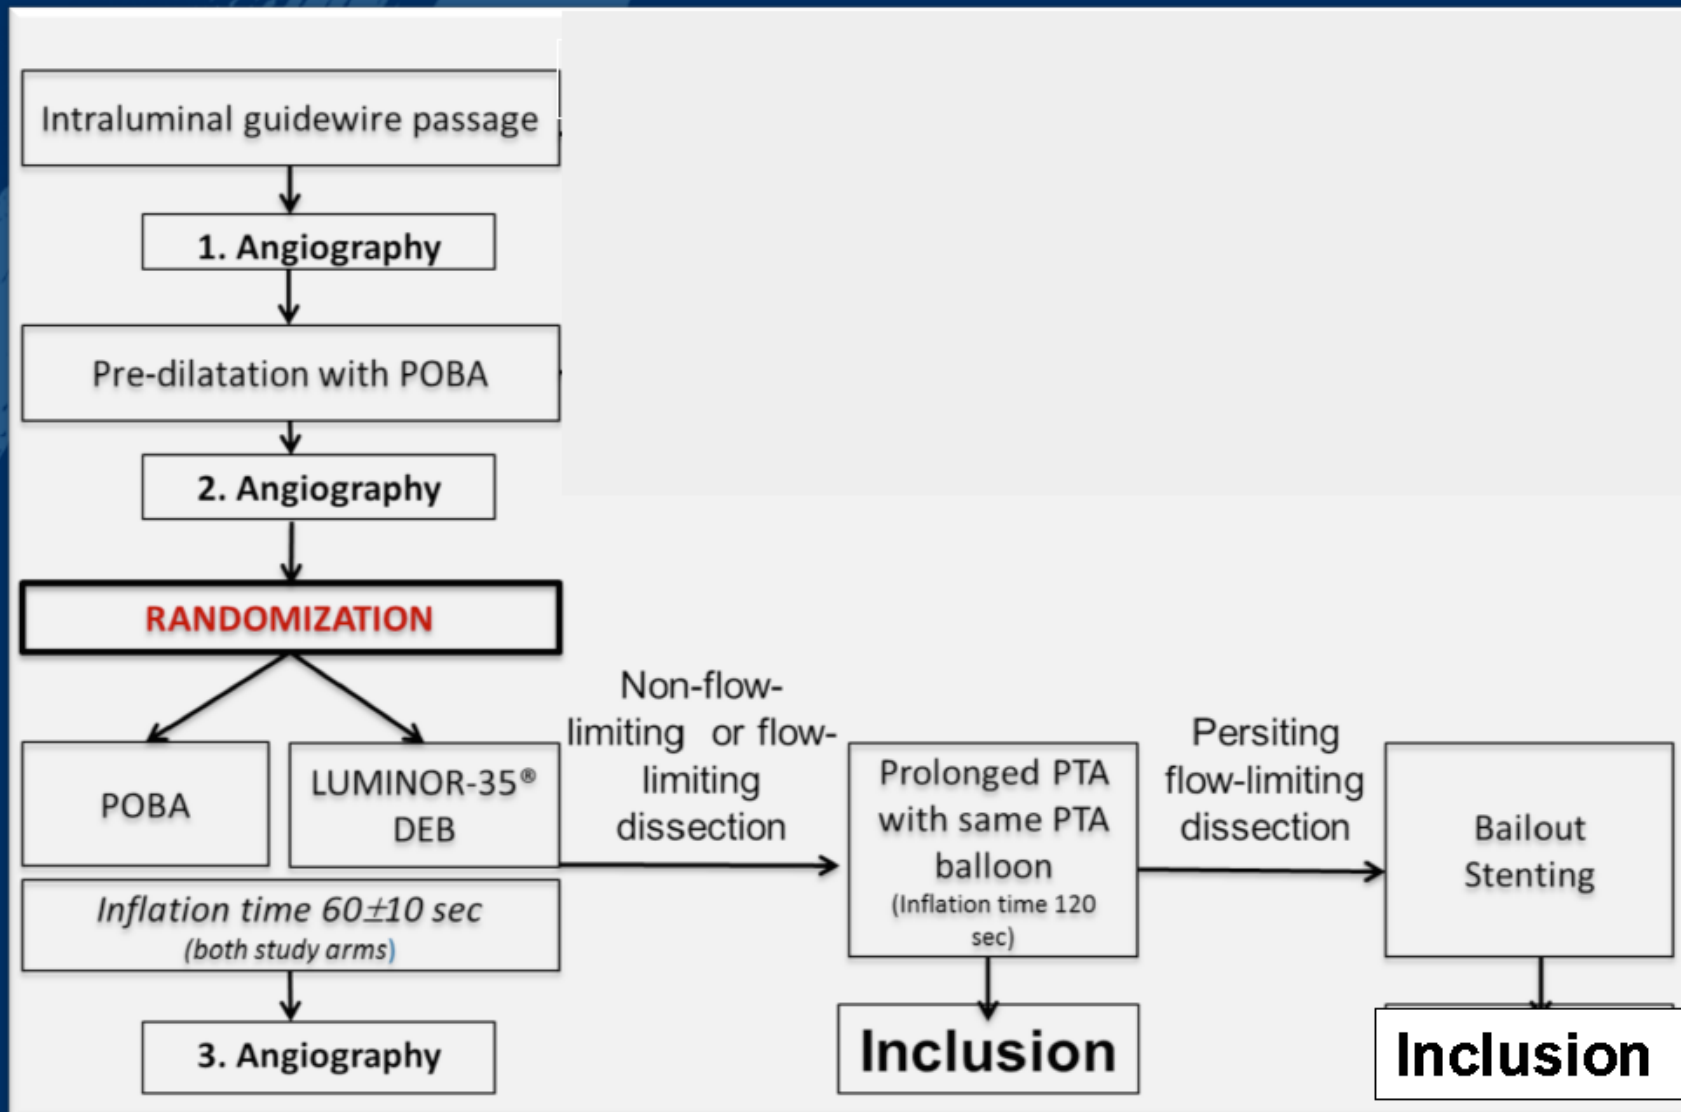 Intraluminal guidewire passage
1. Angiography
Pre-dilatation with POBA
2. Angiography
RANDOMIZATION
POBA
LUMINOR-35®
DEB
Inflation time 60±10 sec
(both study arms)
3. Angiography
Non-flow-
limiting or flow-
limiting
dissection
Prolonged PTA
with same PTA
balloon
(Inflation time 120
sec)
Inclusion
Persiting
flow-limiting
dissection
Bailout
Stenting
Inclusion